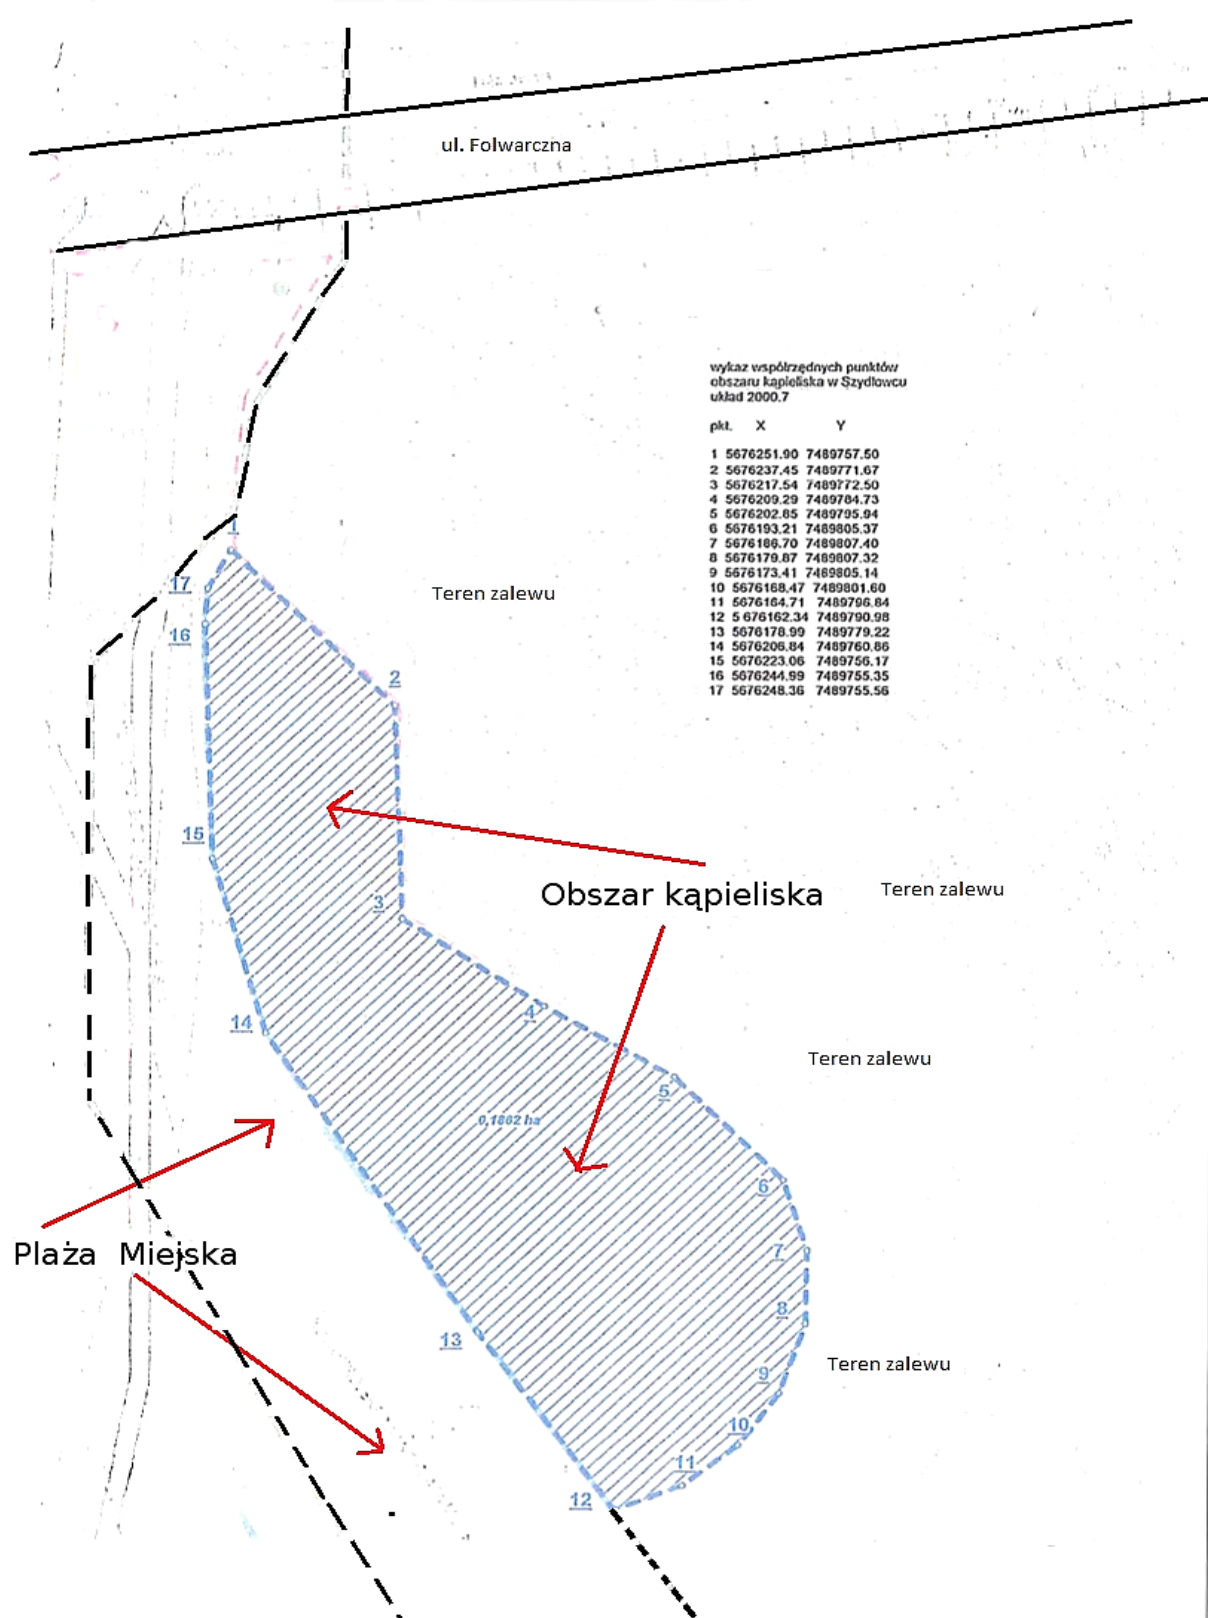 ul. Folwarczna
wykaz współrzędnych punktów
obszaru kąpieliska w Szydłowcu
układ 2000.7
pkt. X Y
1 5676251.90 7489757.50
2 5676237.45 7489771.67
3 5676217.54 7489772.50
4 5676209.29 7489784.73
5 5676202.85 7489795.94
6 5676193.21 7489805.37
7 5676186.70 7489807.40
8 5676179.87 7489807.32
9 5676173.41 7489805.14
10 5676168.47 7489801.60
11 5676164.71 7489796.84
12 5 676162.34 7489790.98
13 5676178.99 7489779.22
14 5676206.84 7489760.86
15 5676223.06 7489756.17
16 5676244.99 7489755.35
17 5676248.36 7489755.56
1
17
Teren zalewu
16
2
15
Obszar kąpieliska
Teren zalewu
3
4
14
Teren zalewu
5
0,1862 ha
6
Plaża Miejska
7
8
13
Teren zalewu
9
10
11
12